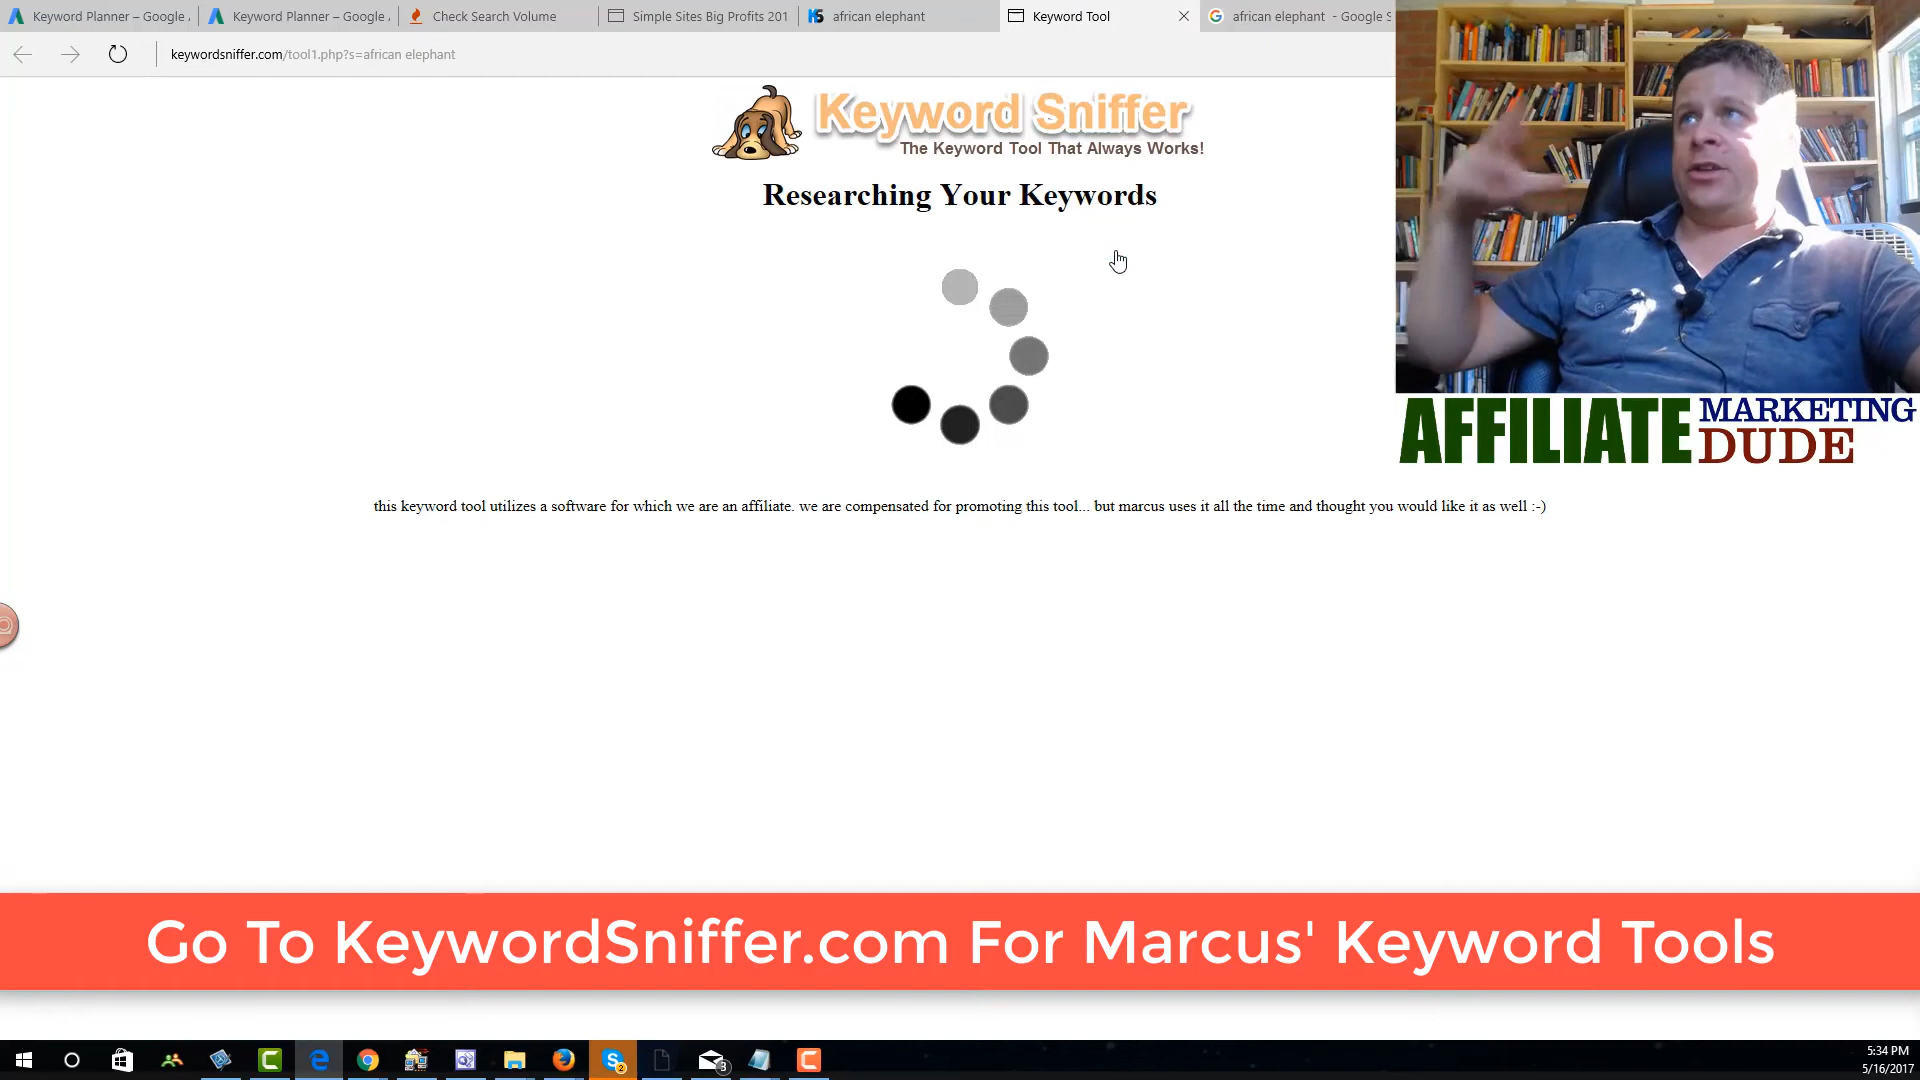 Keyword Planner – Google A
Keyword Planner – Google A
Check Search Volume
Simple Sites Big Profits 201
african elephant
Keyword Tool
african elephant - Google S
keywordsniffer.com/tool1.php?s=african elephant
Keyword Sniffer
The Keyword Tool That Always Works!
Researching Your Keywords
AFFILIATE MARKETING DUDE
this keyword tool utilizes a software for which we are an affiliate. we are compensated for promoting this tool... but marcus uses it all the time and thought you would like it as well :-)
Go To KeywordSniffer.com For Marcus' Keyword Tools
2
3
5:34 PM
5/16/2017